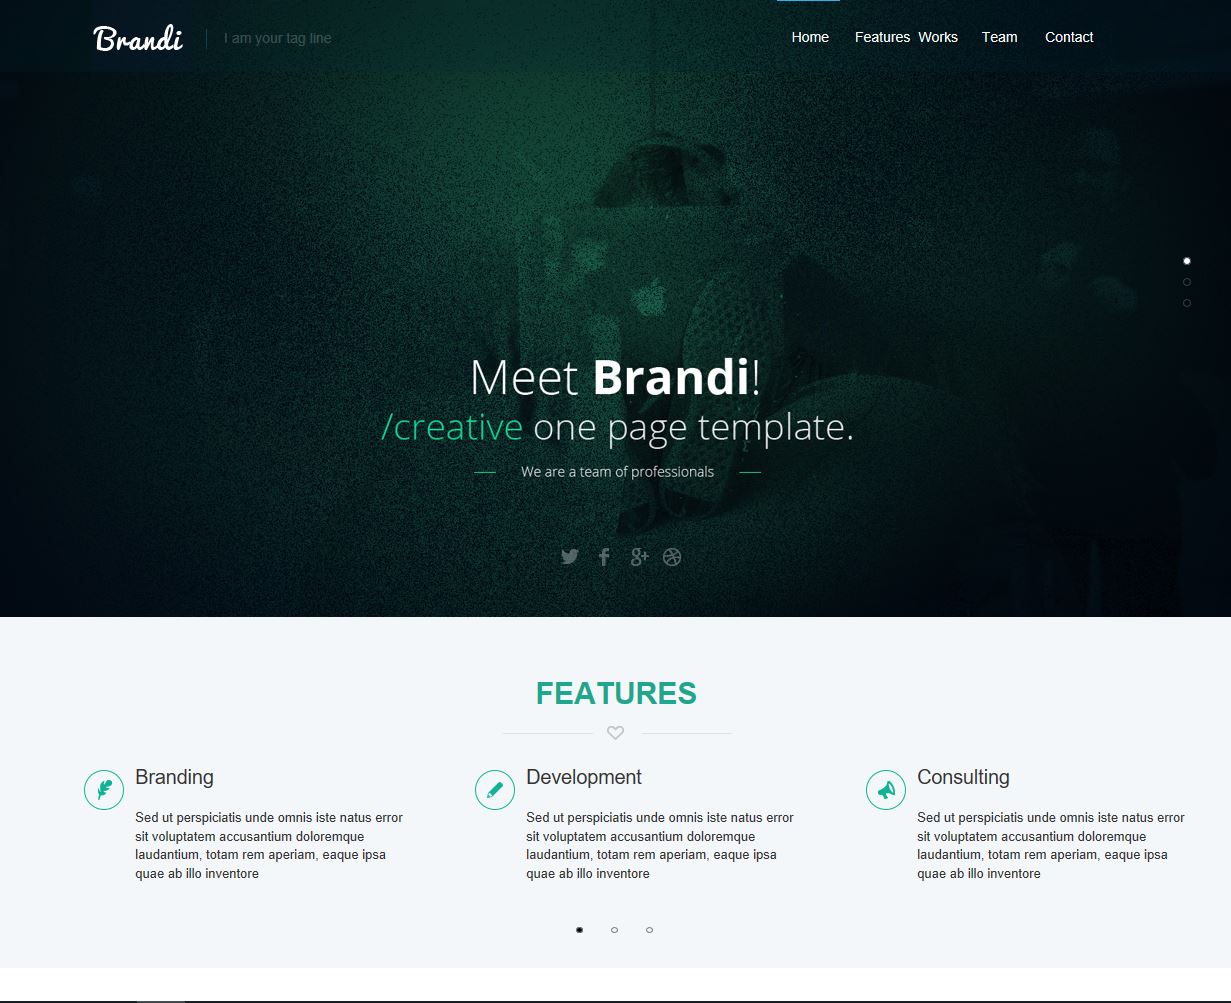 Brandi
I am your tag line
Home Features Works Team Contact
Meet Brandi!
/creative one page template.
We are a team of professionals
FEATURES
Branding
Sed ut perspiciatis unde omnis iste natus error
sit voluptatem accusantium doloremque
laudantium, totam rem aperiam, eaque ipsa
quae ab illo inventore
Development
Sed ut perspiciatis unde omnis iste natus error
sit voluptatem accusantium doloremque
laudantium, totam rem aperiam, eaque ipsa
quae ab illo inventore
Consulting
Sed ut perspiciatis unde omnis iste natus error
sit voluptatem accusantium doloremque
laudantium, totam rem aperiam, eaque ipsa
quae ab illo inventore